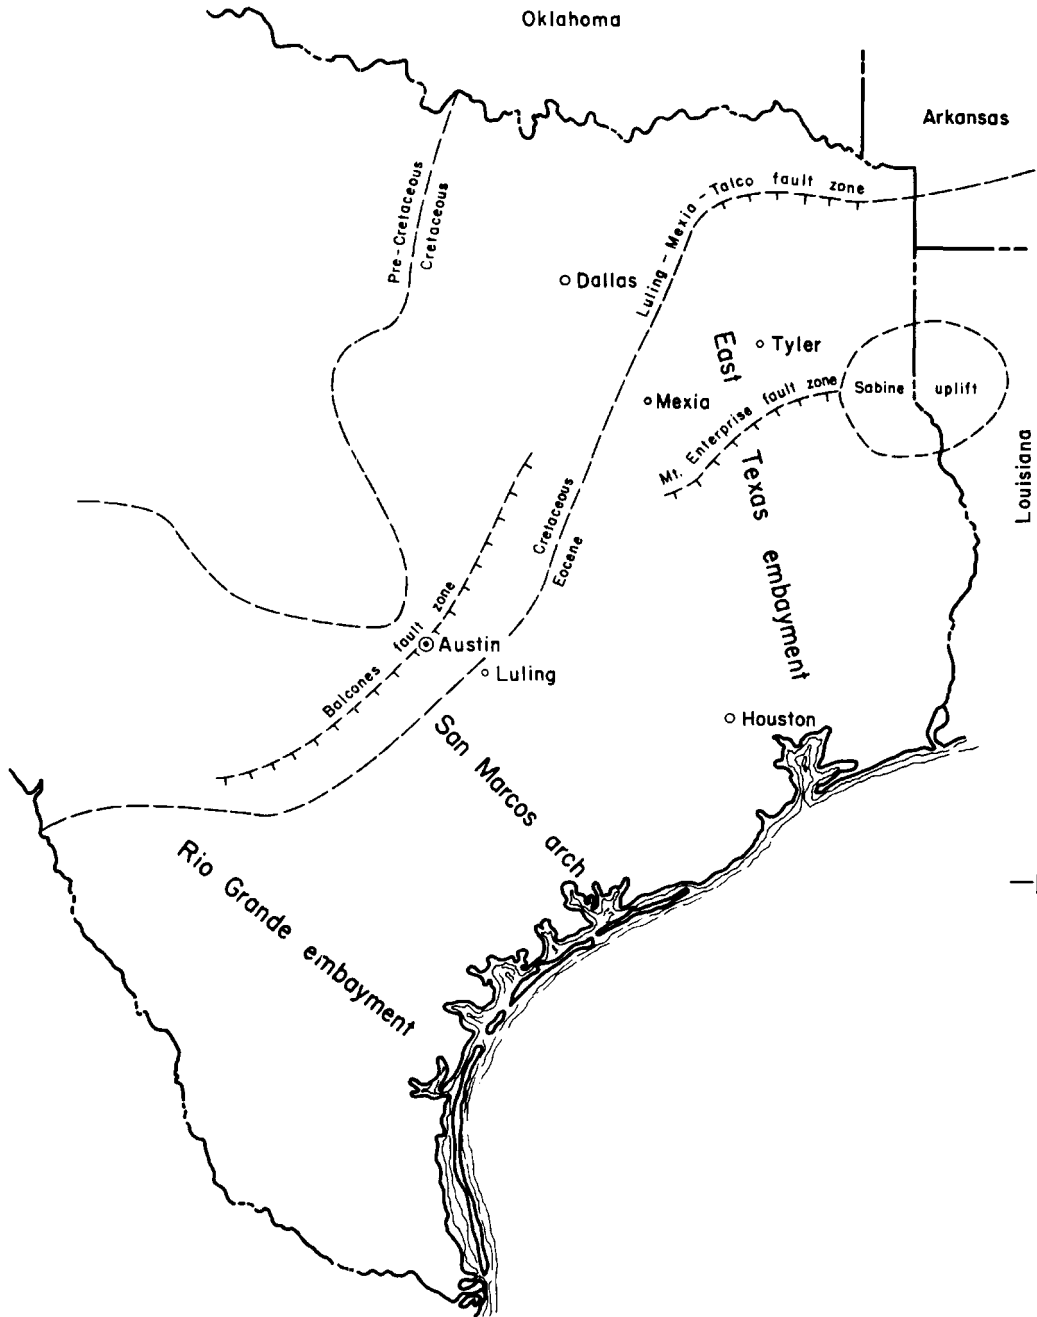 Oklahoma
Arkansas
Pre-Cretaceous
Cretaceous
Luling-Mexia-Talco fault zone
Dallas
East Texas embayment
Tyler
Mexia
Mt. Enterprise fault zone
Sabine uplift
Louisiana
Cretaceous
Eocene
Balcones fault zone
Austin
Luling
Houston
San Marcos arch
Rio Grande embayment